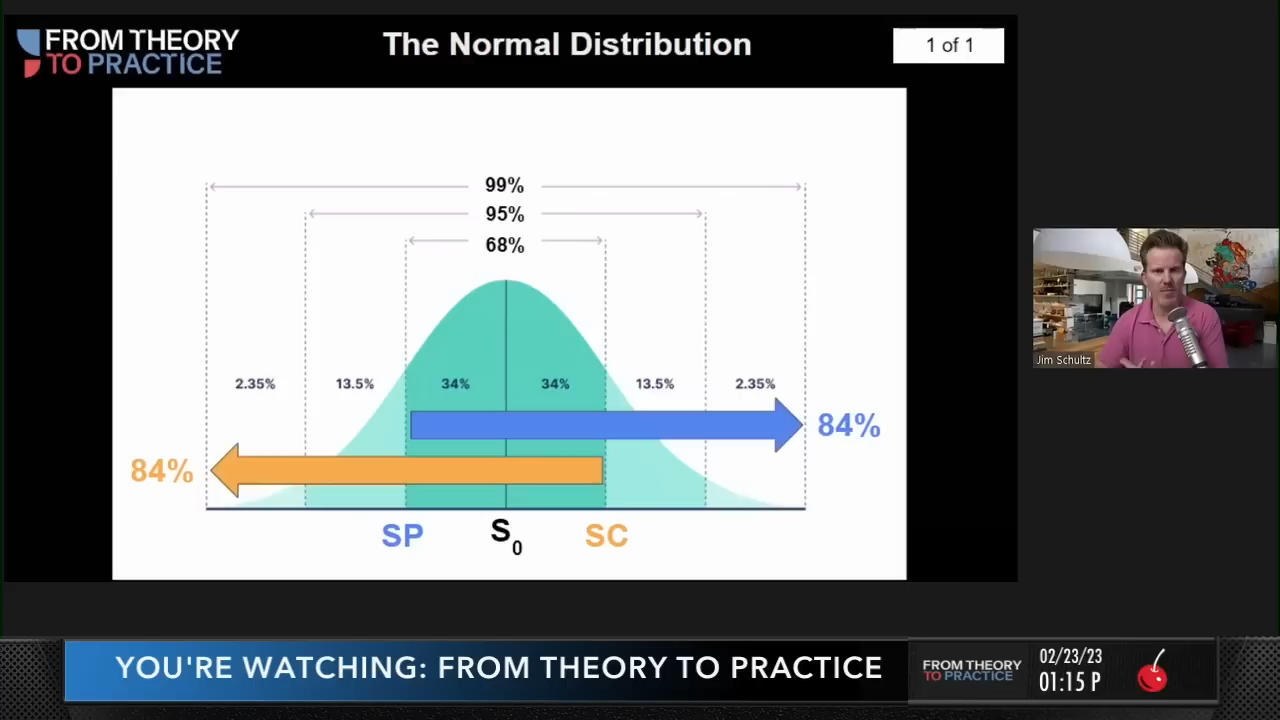 FROM THEORY
TO PRACTICE
The Normal Distribution
1 of 1
99%
95%
68%
2.35%
13.5%
34%
34%
13.5%
2.35%
84%
84%
SP
S0
SC
Jim Schultz
YOU'RE WATCHING: FROM THEORY TO PRACTICE
FROM THEORY
TO PRACTICE
02/23/23
01:15 P